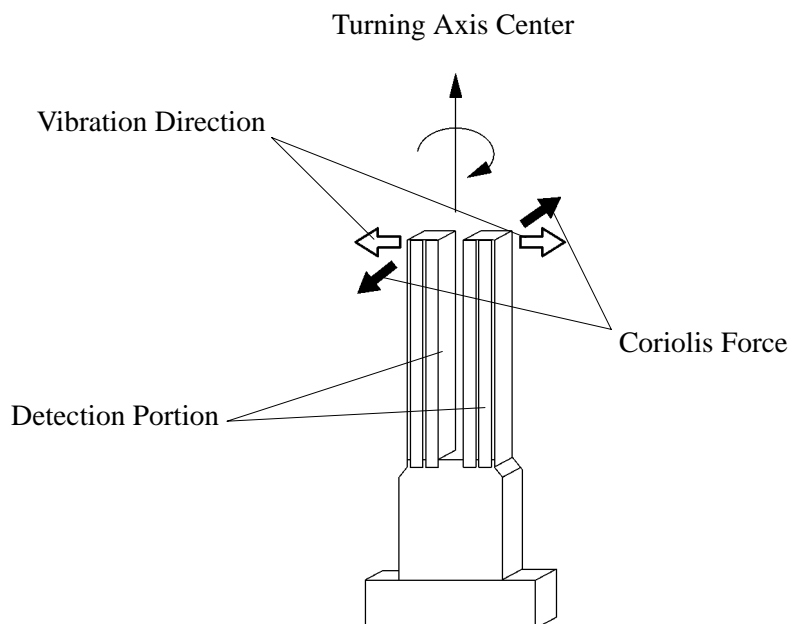 Turning Axis Center
Vibration Direction
Coriolis Force
Detection Portion